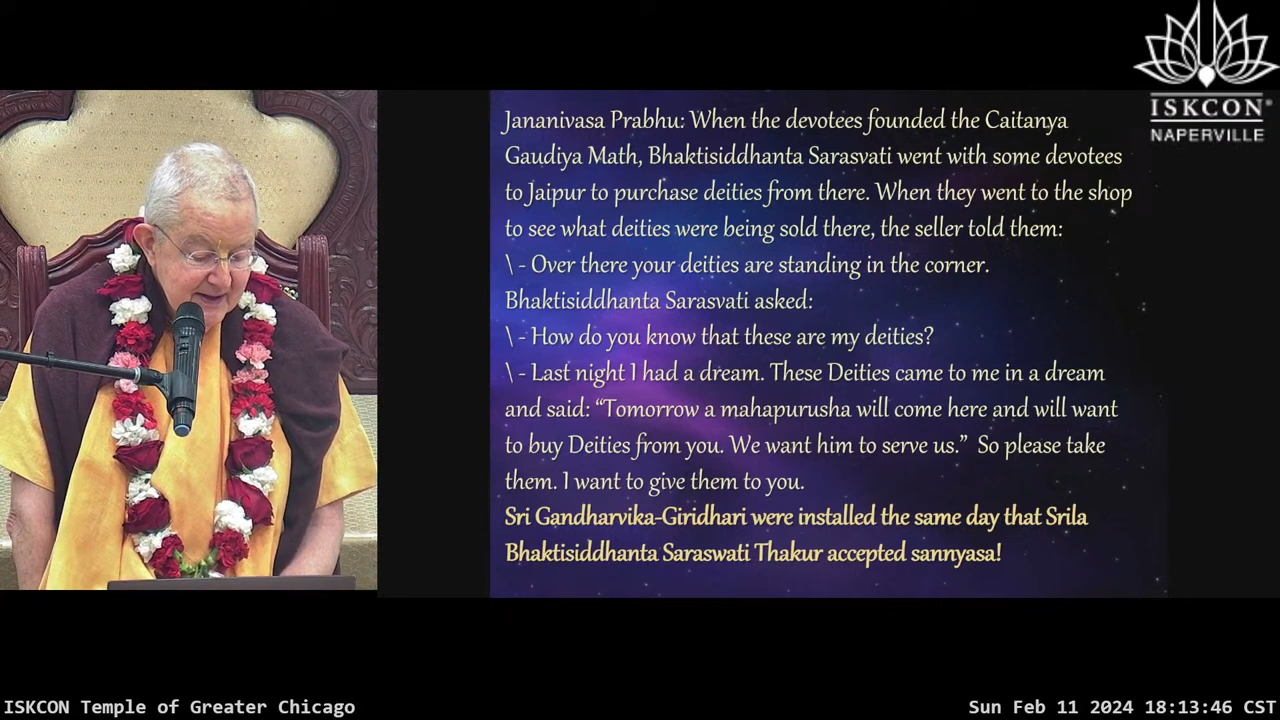 ISKCON®
NAPERVILLE
Jananivasa Prabhu: When the devotees founded the Caitanya
Gaudiya Math, Bhaktisiddhanta Sarasvati went with some devotees
to Jaipur to purchase deities from there. When they went to the shop
to see what deities were being sold there, the seller told them:
\ - Over there your deities are standing in the corner.
Bhaktisiddhanta Sarasvati asked:
\ - How do you know that these are my deities?
\ - Last night I had a dream. These Deities came to me in a dream
and said: “Tomorrow a mahapurusha will come here and will want
to buy Deities from you. We want him to serve us.” So please take
them. I want to give them to you.
Sri Gandharvika-Giridhari were installed the same day that Srila
Bhaktisiddhanta Saraswati Thakur accepted sannyasa!
ISKCON Temple of Greater Chicago
Sun Feb 11 2024 18:13:46 CST